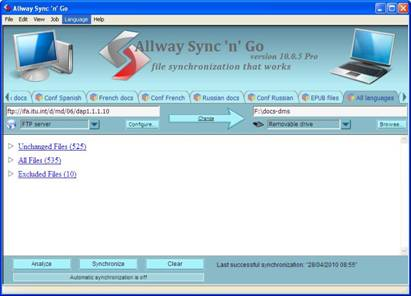 Allway Sync 'n' Go
File Edit View Job Language Help
Allway Sync 'n' Go
version 10.0.5 Pro
file synchronization that works
docs Conf Spanish French docs Conf French Russian docs Conf Russian EPUB files All languages
ftp://ifa.itu.int/d/md/06/dap1.1.1.10 Change F:\docs-dms
FTP server Configure... Removable drive Browse...
Unchanged Files (525)
All Files (535)
Excluded Files (10)
Analyze Synchronize Clear Last successful synchronization: "28/04/2010 08:55"
Automatic synchronization is off